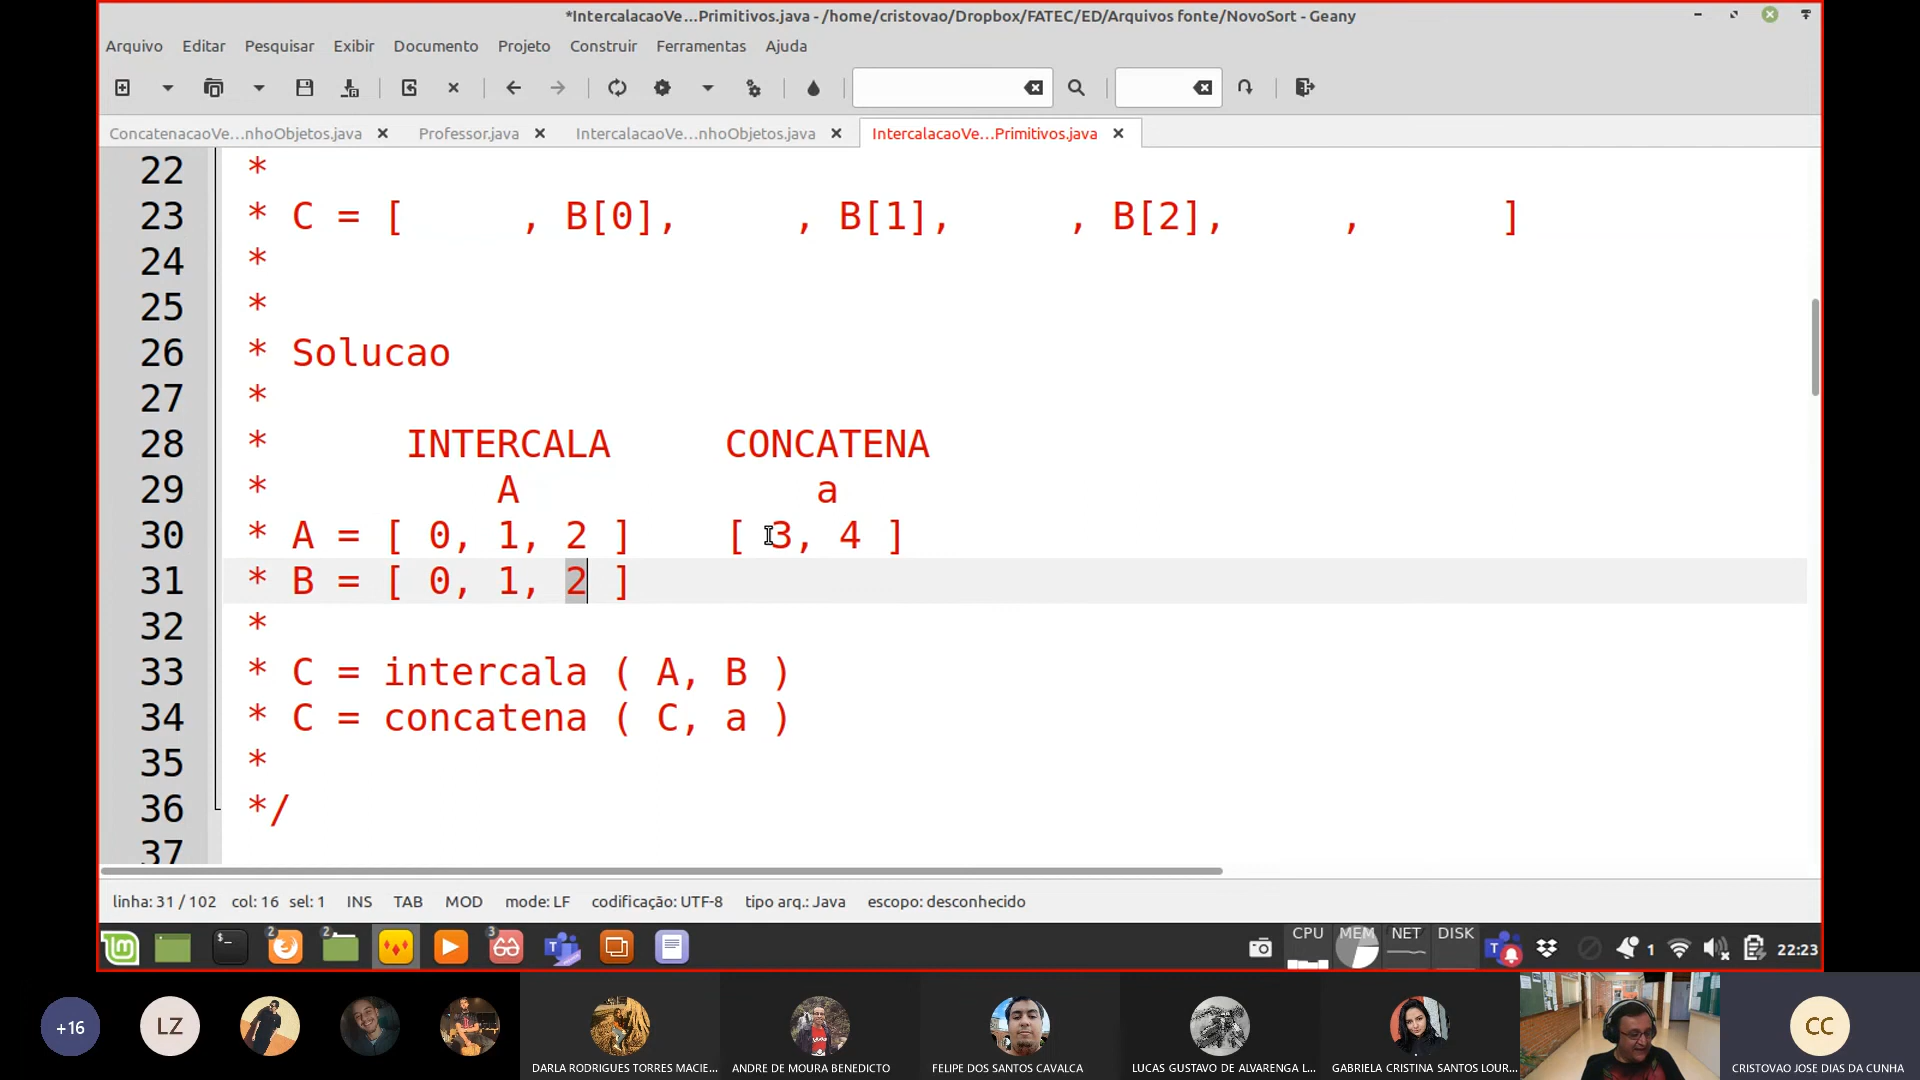 *IntercalacaoVe...Primitivos.java - /home/cristovao/Dropbox/FATEC/ED/Arquivos fonte/NovoSort - Geany
Arquivo Editar Pesquisar Exibir Documento Projeto Construir Ferramentas Ajuda
ConcatenacaoVe...nhoObjetos.java Professor.java IntercalacaoVe...nhoObjetos.java IntercalacaoVe...Primitivos.java
22 *
23 * C = [ , B[0], , B[1], , B[2], , ]
24 *
25 *
26 * Solucao
27 *
28 * INTERCALA CONCATENA
29 * A a
30 * A = [ 0, 1, 2 ] [ 3, 4 ]
31 * B = [ 0, 1, 2 ]
32 *
33 * C = intercala ( A, B )
34 * C = concatena ( C, a )
35 *
36 */
37
linha: 31 / 102 col: 16 sel: 1 INS TAB MOD mode: LF codificação: UTF-8 tipo arq.: Java escopo: desconhecido
2 2 3 CPU MEM NET DISK 1 22:23
+16 LZ CC
DARLA RODRIGUES TORRES MACIE... ANDRE DE MOURA BENEDICTO FELIPE DOS SANTOS CAVALCA LUCAS GUSTAVO DE ALVARENGA L... GABRIELA CRISTINA SANTOS LOUR... CRISTOVAO JOSE DIAS DA CUNHA